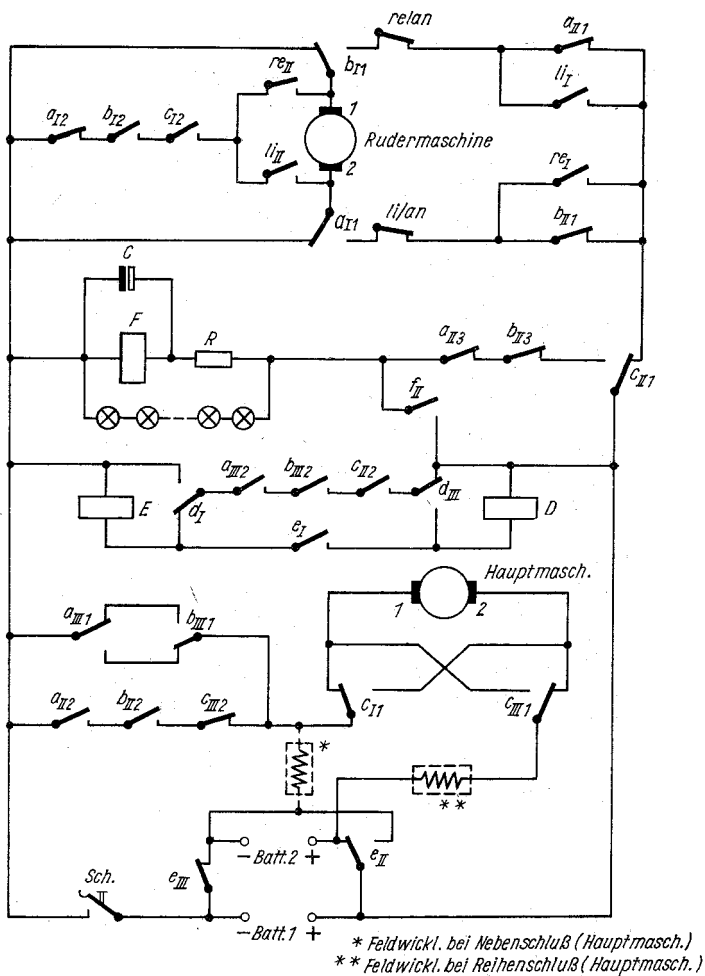 relan
a_II1
b_I1
re_II
li_I
a_I2
b_I2
c_I2
1
Rudermaschine
li_II
2
re_I
a_I1
li/an
b_II1
C
F
R
a_II3
b_II3
c_II1
f_II
a_III2
b_III2
c_II2
d_III
E
d_I
e_I
D
Hauptmasch.
1
2
a_III1
b_III1
a_II2
b_II2
c_III2
c_I1
c_III1
*
**
- Batt.2 +
e_II
e_III
Sch.
II
- Batt.1 +
* Feldwickl. bei Nebenschluß (Hauptmasch.)
** Feldwickl. bei Reihenschluß (Hauptmasch.)